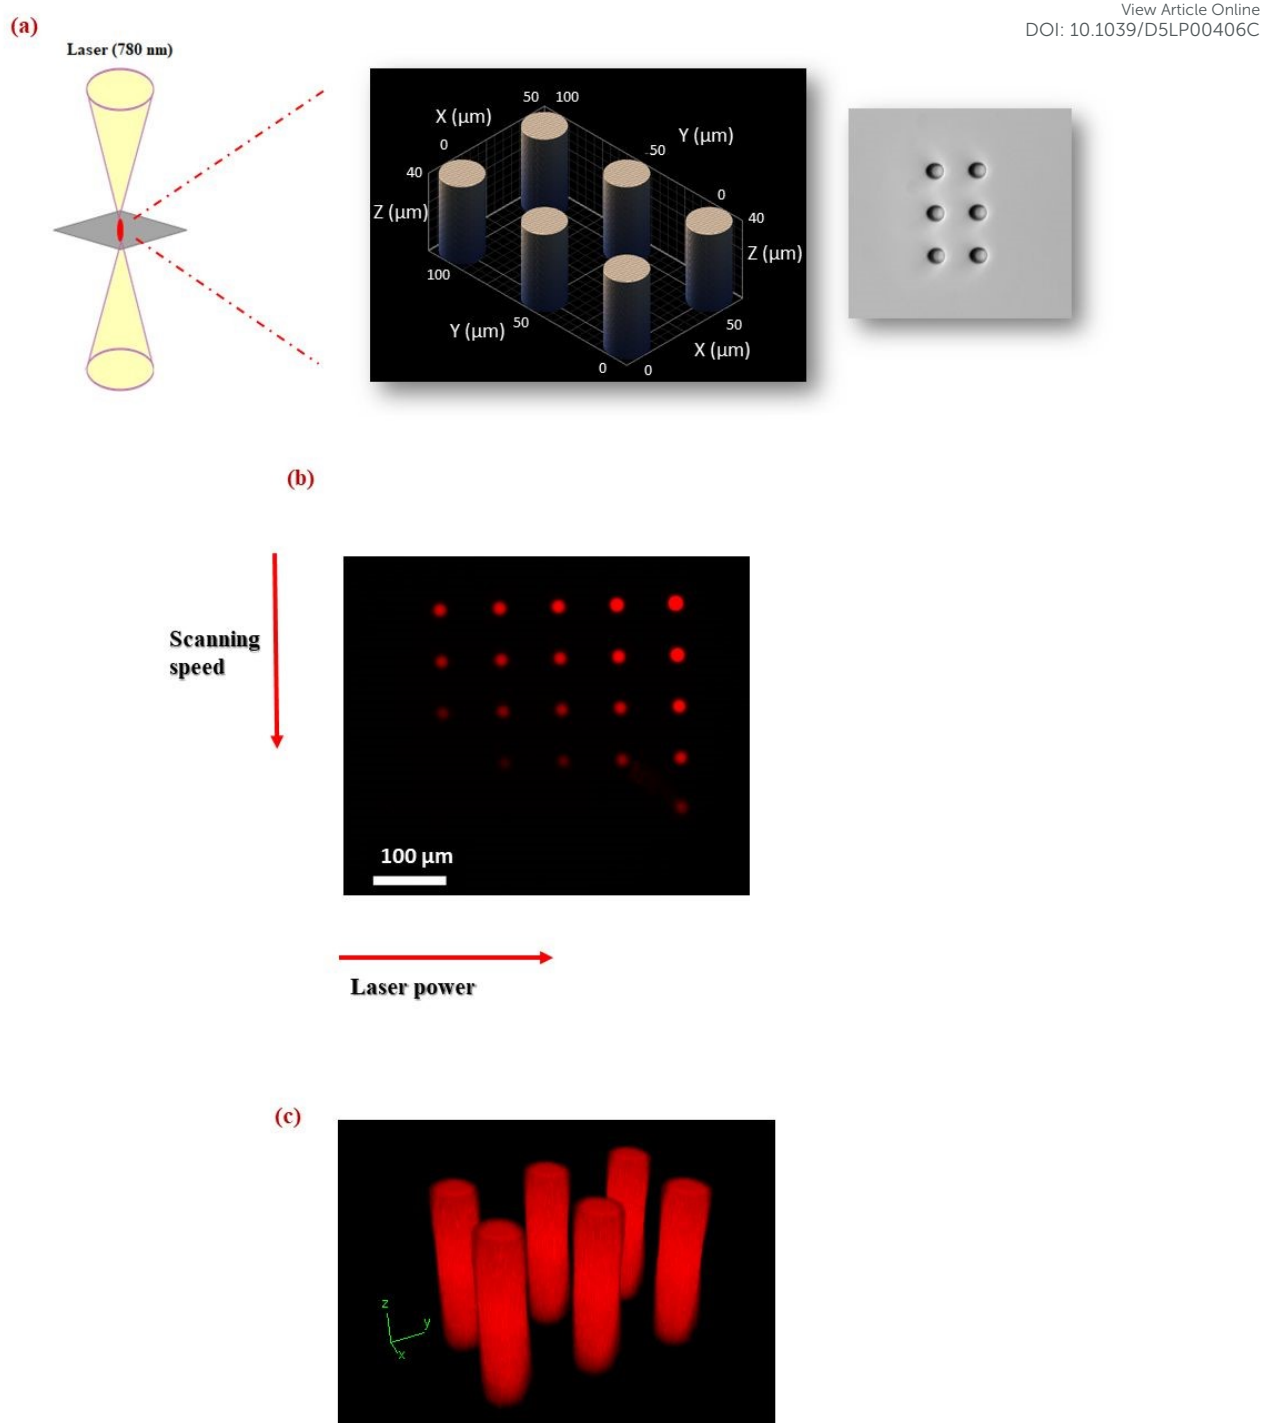 View Article Online
DOI: 10.1039/D5LP00406C
(a)
Laser (780 nm)
50 100
X (µm)
0
Y (µm)
50
0
40
Z (µm)
40
Z (µm)
100
Y (µm) 50
50
X (µm)
0 0
(b)
Scanning
speed
100 µm
Laser power
(c)
z
y
x